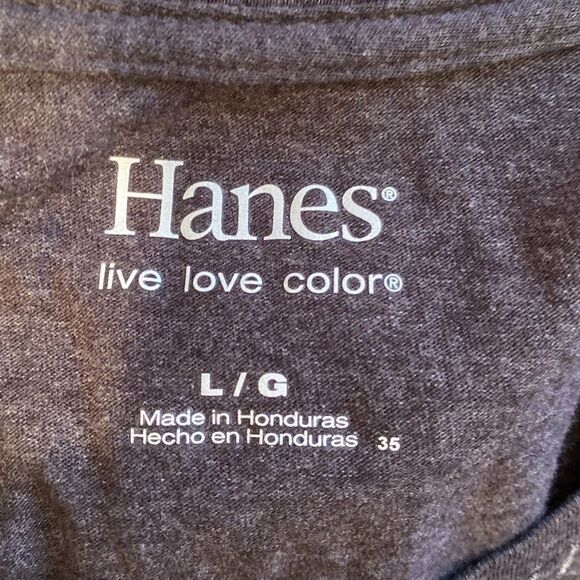 Hanes®
live love color®
L / G
Made in Honduras
Hecho en Honduras 35